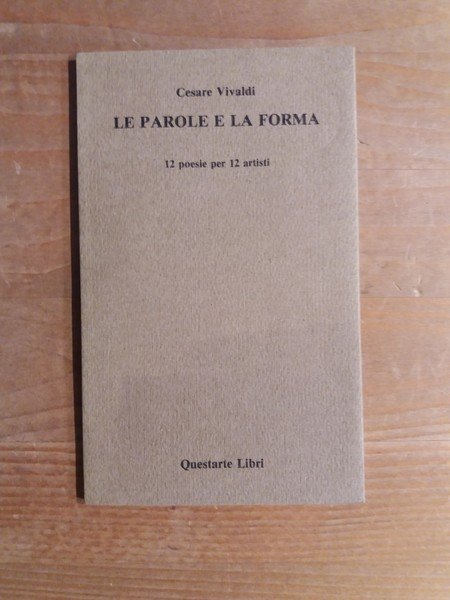 Cesare Vivaldi
LE PAROLE E LA FORMA
12 poesie per 12 artisti
Questarte Libri